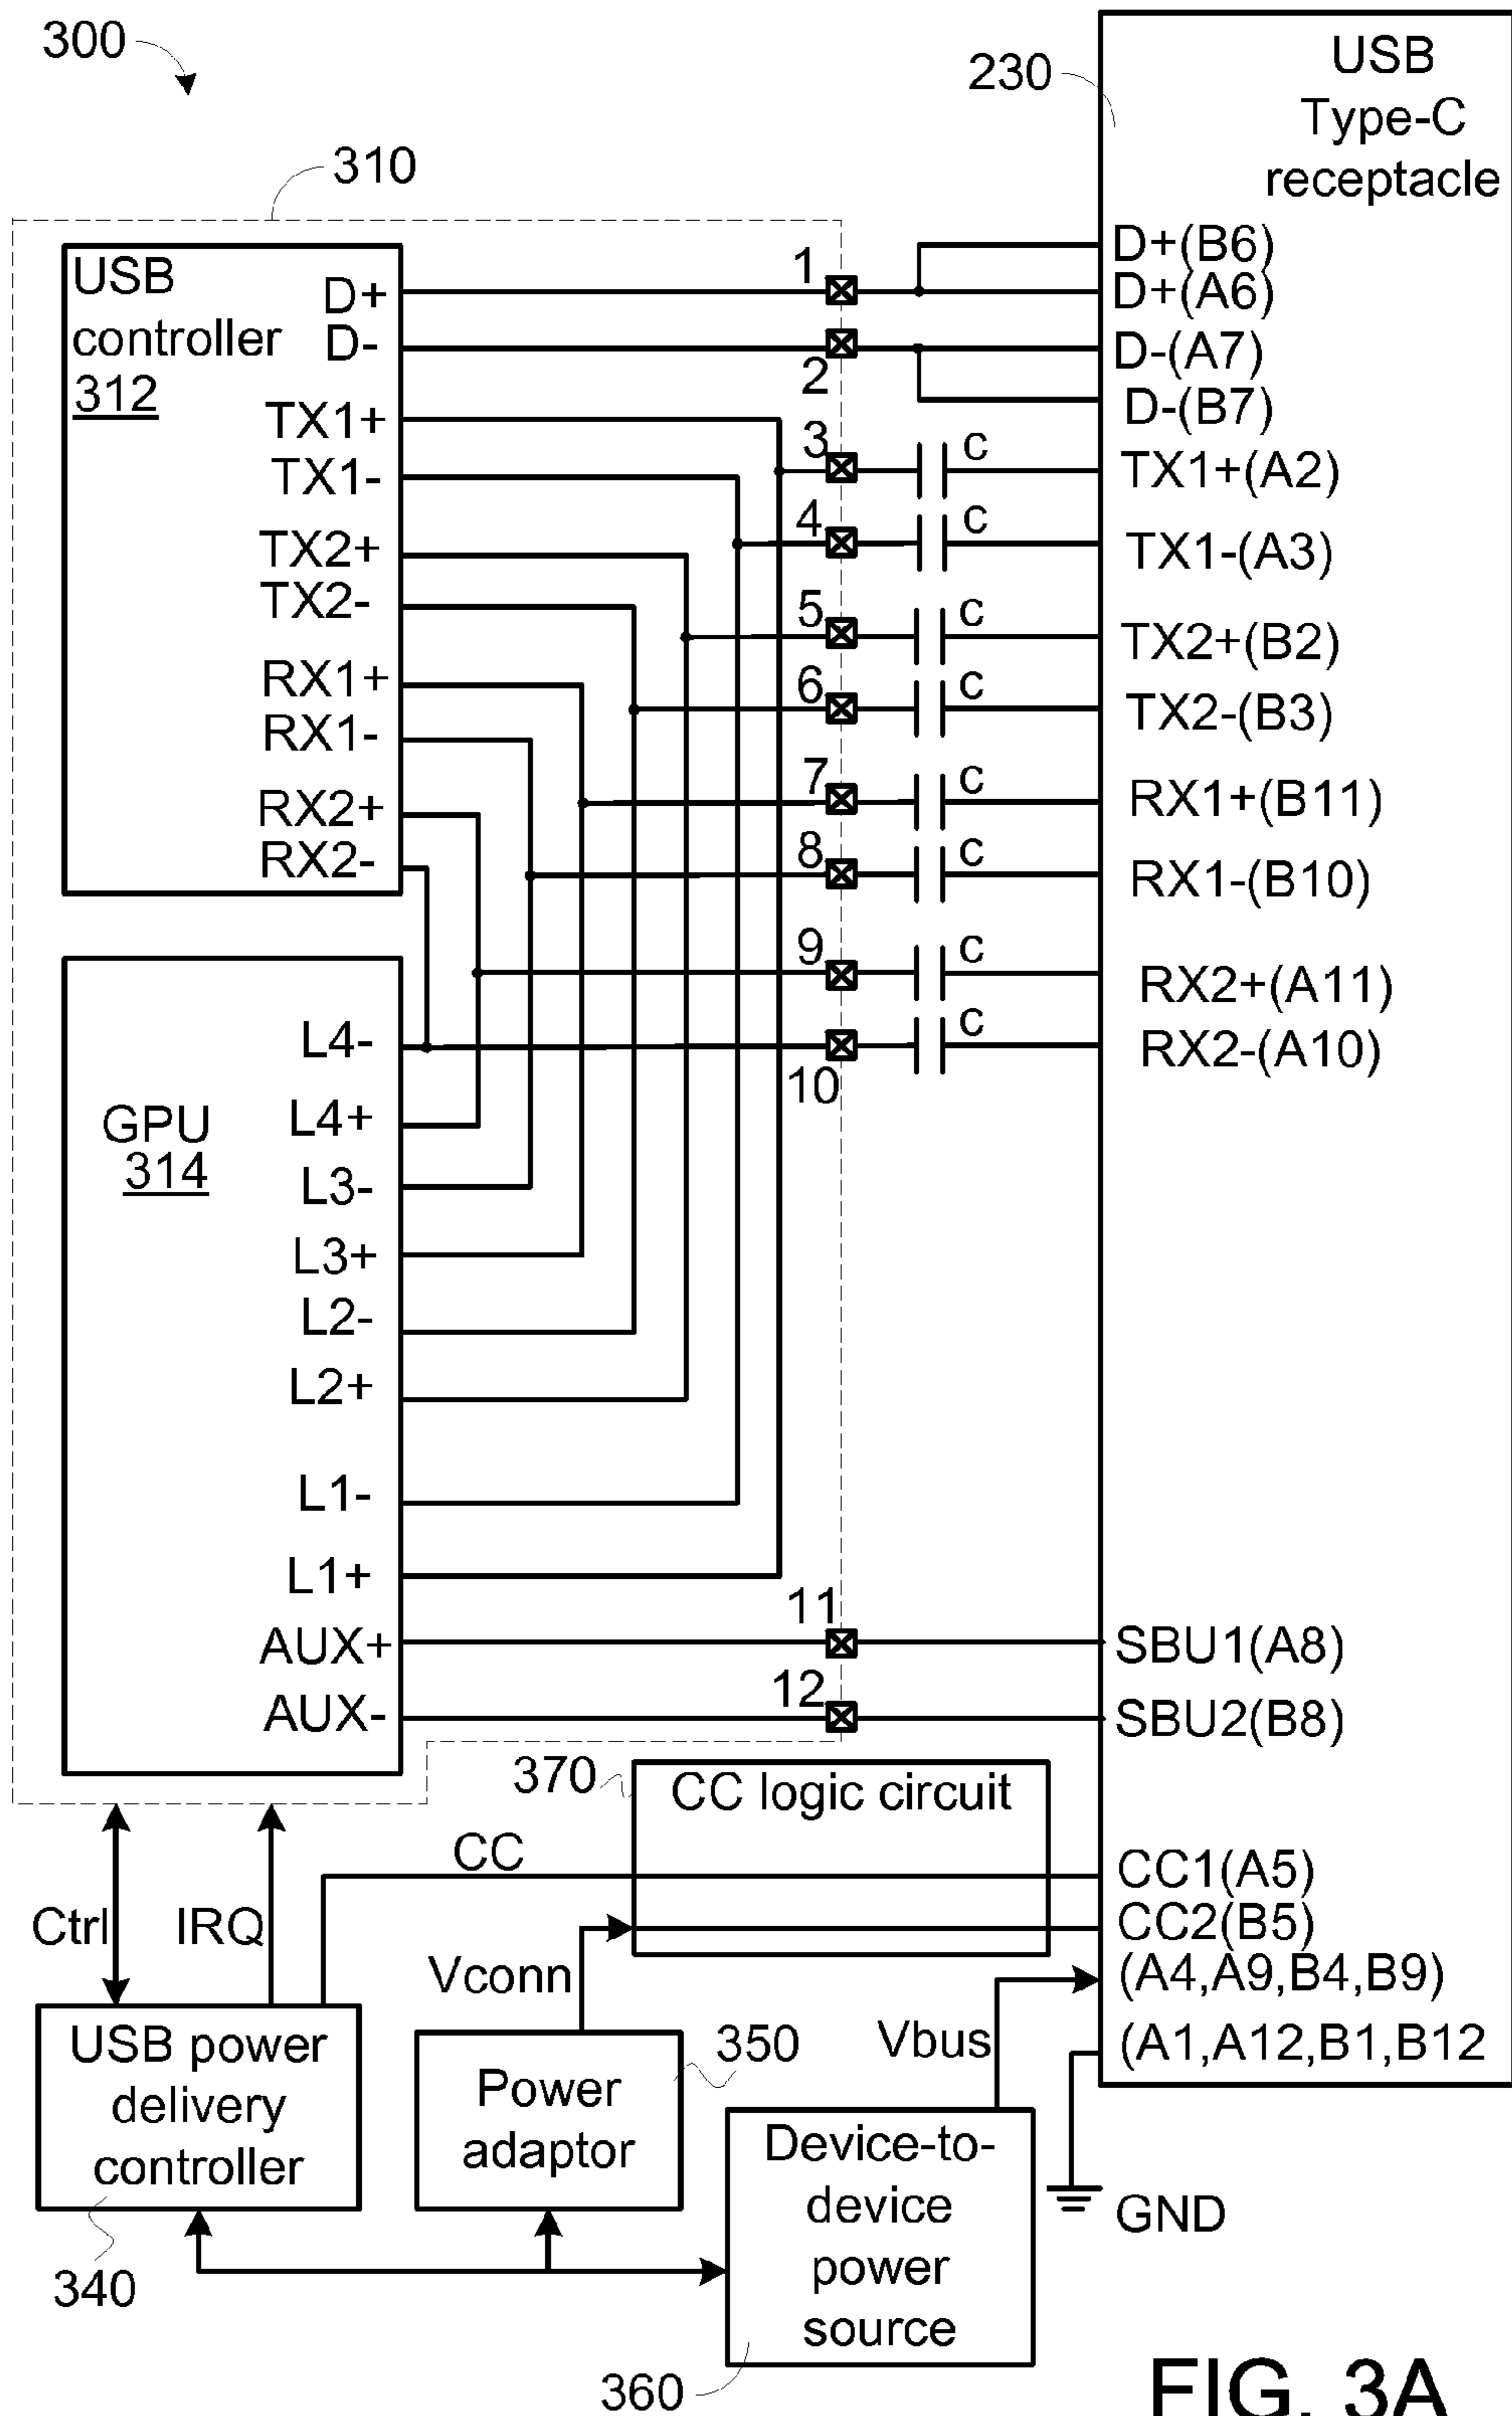 300
310
230
USB
Type-C
receptacle
USB
controller
312
D+
D-
TX1+
TX1-
TX2+
TX2-
RX1+
RX1-
RX2+
RX2-
GPU
314
L4-
L4+
L3-
L3+
L2-
L2+
L1-
L1+
AUX+
AUX-
1
2
3
4
5
6
7
8
9
10
11
12
c
c
c
c
c
c
c
c
D+(B6)
D+(A6)
D-(A7)
D-(B7)
TX1+(A2)
TX1-(A3)
TX2+(B2)
TX2-(B3)
RX1+(B11)
RX1-(B10)
RX2+(A11)
RX2-(A10)
SBU1(A8)
SBU2(B8)
CC1(A5)
CC2(B5)
(A4,A9,B4,B9)
(A1,A12,B1,B12
370
CC logic circuit
CC
Ctrl
IRQ
Vconn
Vbus
USB power
delivery
controller
340
Power
adaptor
350
Device-to-
device
power
source
360
GND
FIG. 3A